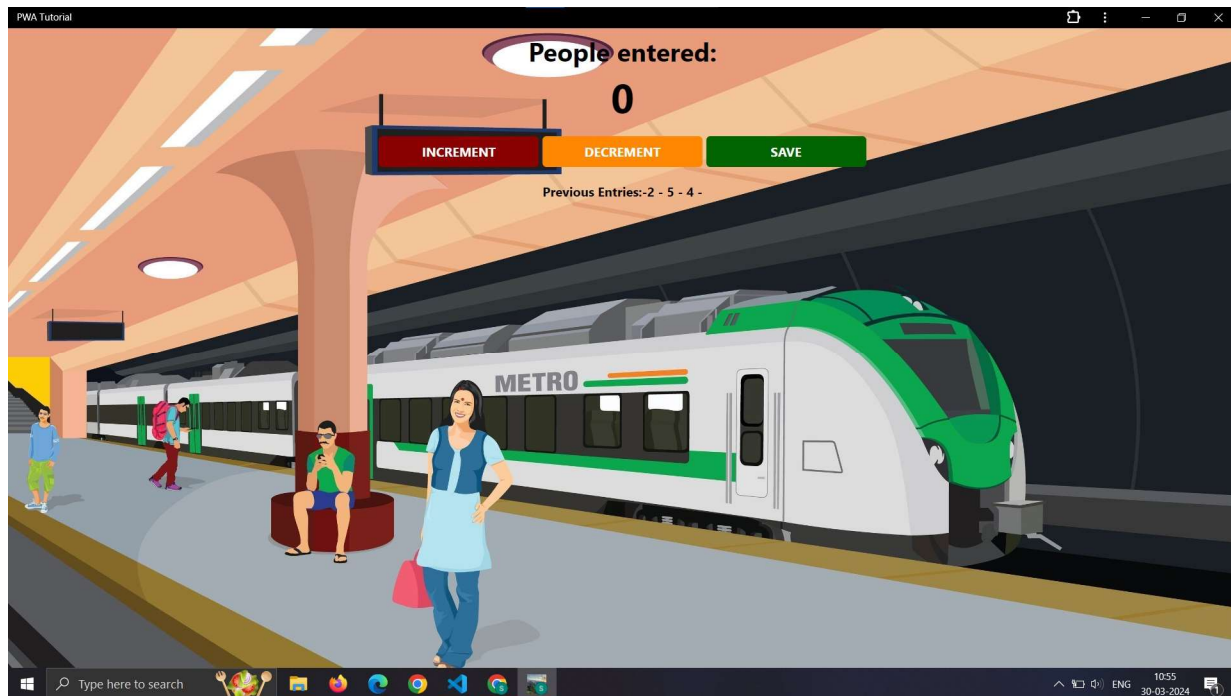 PWA Tutorial
People entered:
0
INCREMENT DECREMENT SAVE
Previous Entries:-2 - 5 - 4 -
METRO
Type here to search
ENG
10:55
30-03-2024